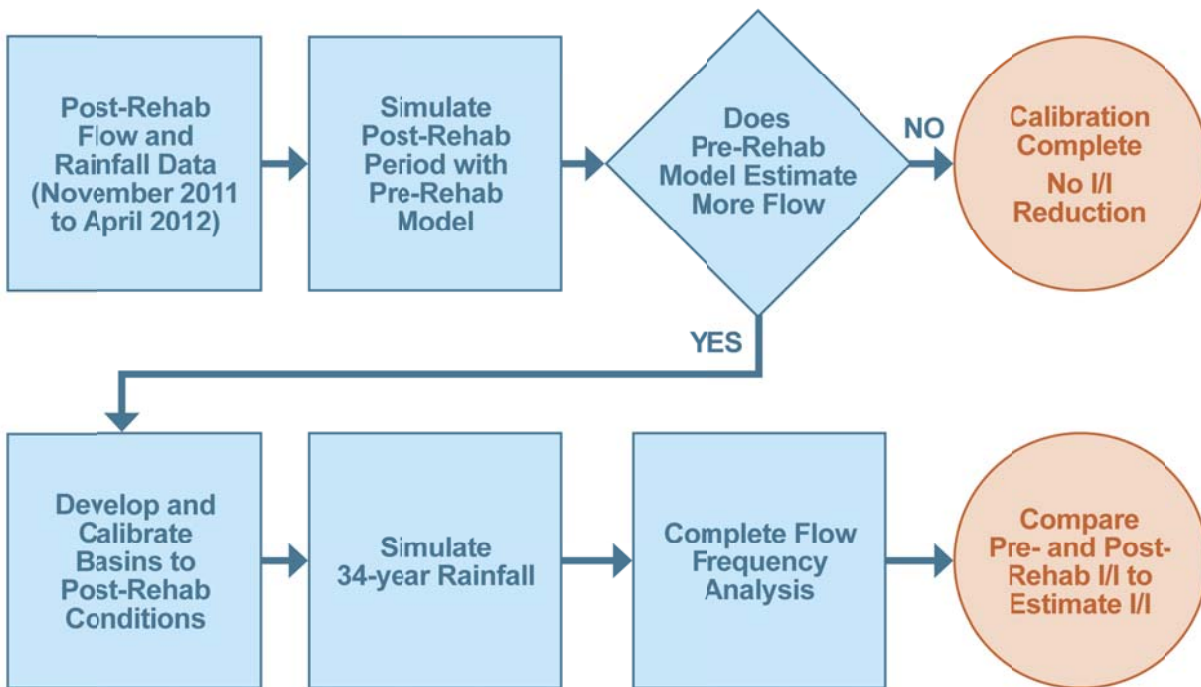 Post-Rehab
Flow and
Rainfall Data
(November 2011
to April 2012)
Simulate
Post-Rehab
Period with
Pre-Rehab
Model
Does
Pre-Rehab
Model Estimate
More Flow
NO
Calibration
Complete
No I/I
Reduction
YES
Develop and
Calibrate
Basins to
Post-Rehab
Conditions
Simulate
34-year Rainfall
Complete Flow
Frequency
Analysis
Compare
Pre- and Post-
Rehab I/I to
Estimate I/I